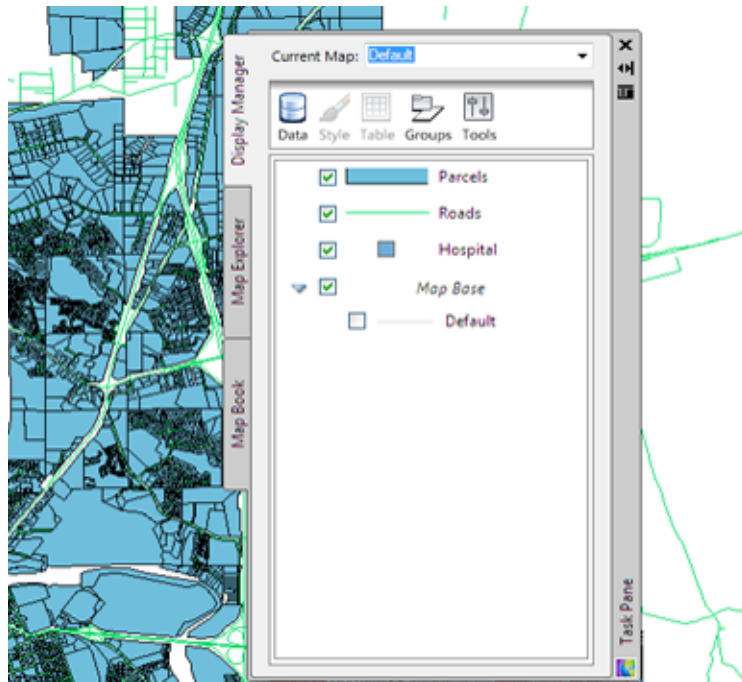 Current Map: Default
Data Style Table Groups Tools
Parcels
Roads
Hospital
Map Base
Default
Display Manager
Map Explorer
Map Book
Task Pane